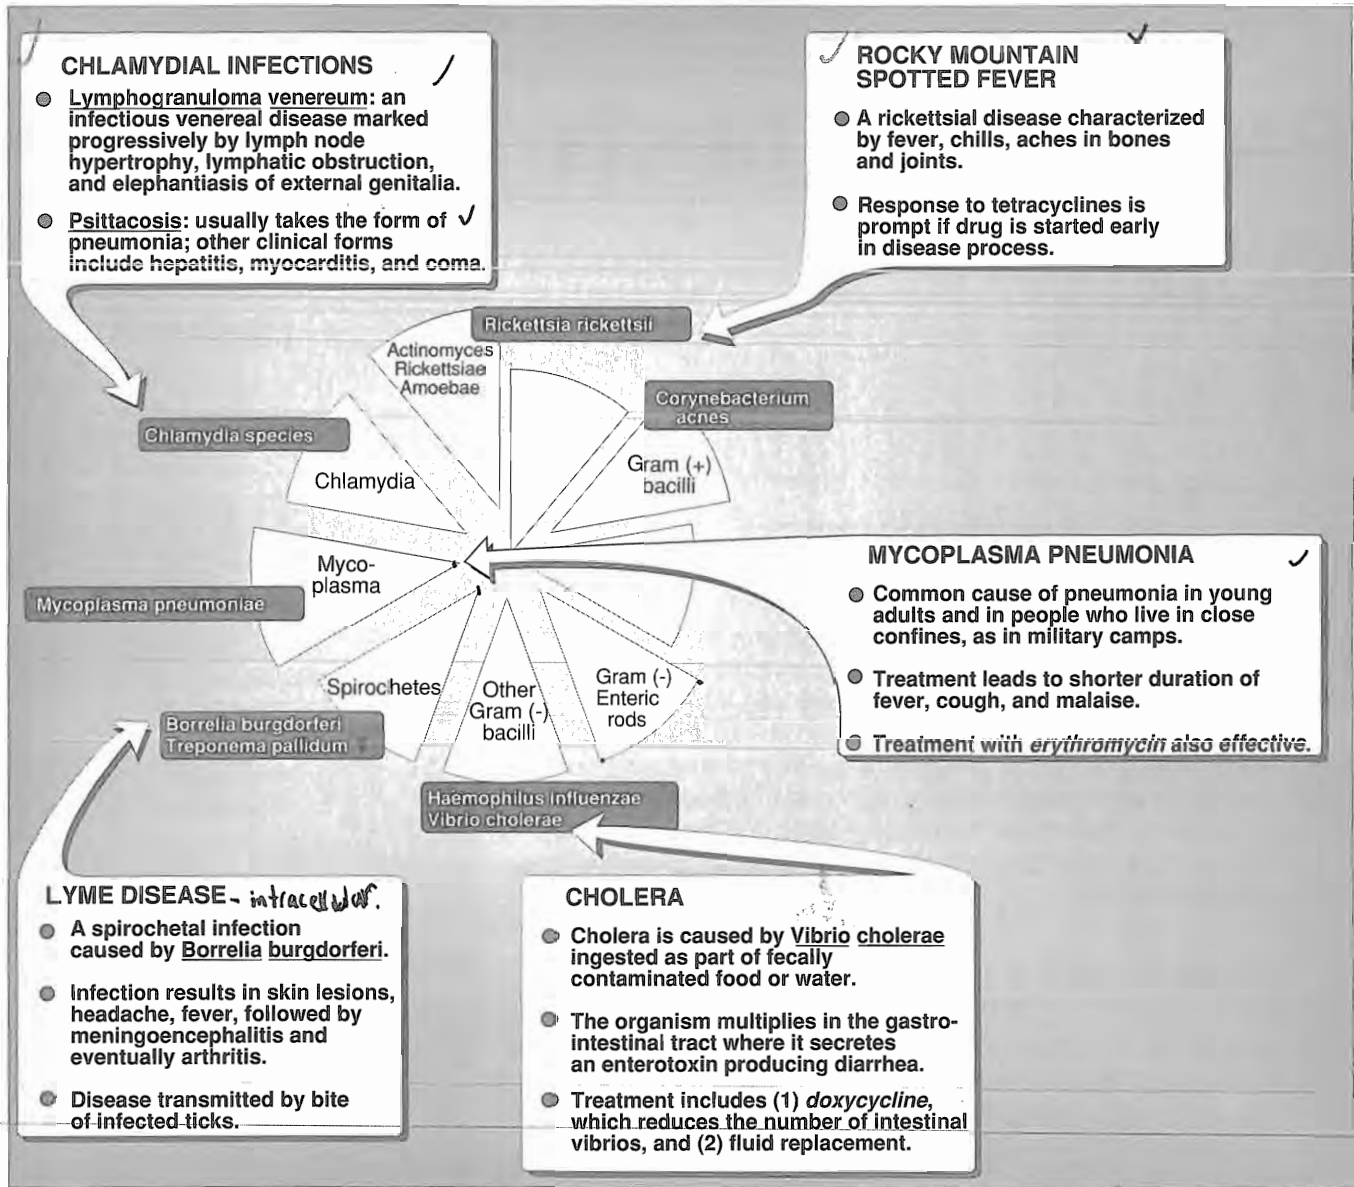 CHLAMYDIAL INFECTIONS
Lymphogranuloma venereum: an
infectious venereal disease marked
progressively by lymph node
hypertrophy, lymphatic obstruction,
and elephantiasis of external genitalia.
Psittacosis: usually takes the form of
pneumonia; other clinical forms
include hepatitis, myocarditis, and coma.
ROCKY MOUNTAIN
SPOTTED FEVER
A rickettsial disease characterized
by fever, chills, aches in bones
and joints.
Response to tetracyclines is
prompt if drug is started early
in disease process.
Rickettsia rickettsii
Actinomyces
Rickettsiae
Amoebae
Corynebacterium
acnes
Chlamydia species
Gram (+)
bacilli
Chlamydia
Myco-
plasma
Mycoplasma pneumoniae
MYCOPLASMA PNEUMONIA
Common cause of pneumonia in young
adults and in people who live in close
confines, as in military camps.
Treatment leads to shorter duration of
fever, cough, and malaise.
Treatment with erythromycin also effective.
Spirochetes
Other
Gram (-)
bacilli
Gram (-)
Enteric
rods
Borrelia burgdorferi
Treponema pallidum
Haemophilus influenzae
Vibrio cholerae
LYME DISEASE - intracellular.
A spirochetal infection
caused by Borrelia burgdorferi.
Infection results in skin lesions,
headache, fever, followed by
meningoencephalitis and
eventually arthritis.
Disease transmitted by bite
of infected ticks.
CHOLERA
Cholera is caused by Vibrio cholerae
ingested as part of fecally
contaminated food or water.
The organism multiplies in the gastro-
intestinal tract where it secretes
an enterotoxin producing diarrhea.
Treatment includes (1) doxycycline,
which reduces the number of intestinal
vibrios, and (2) fluid replacement.